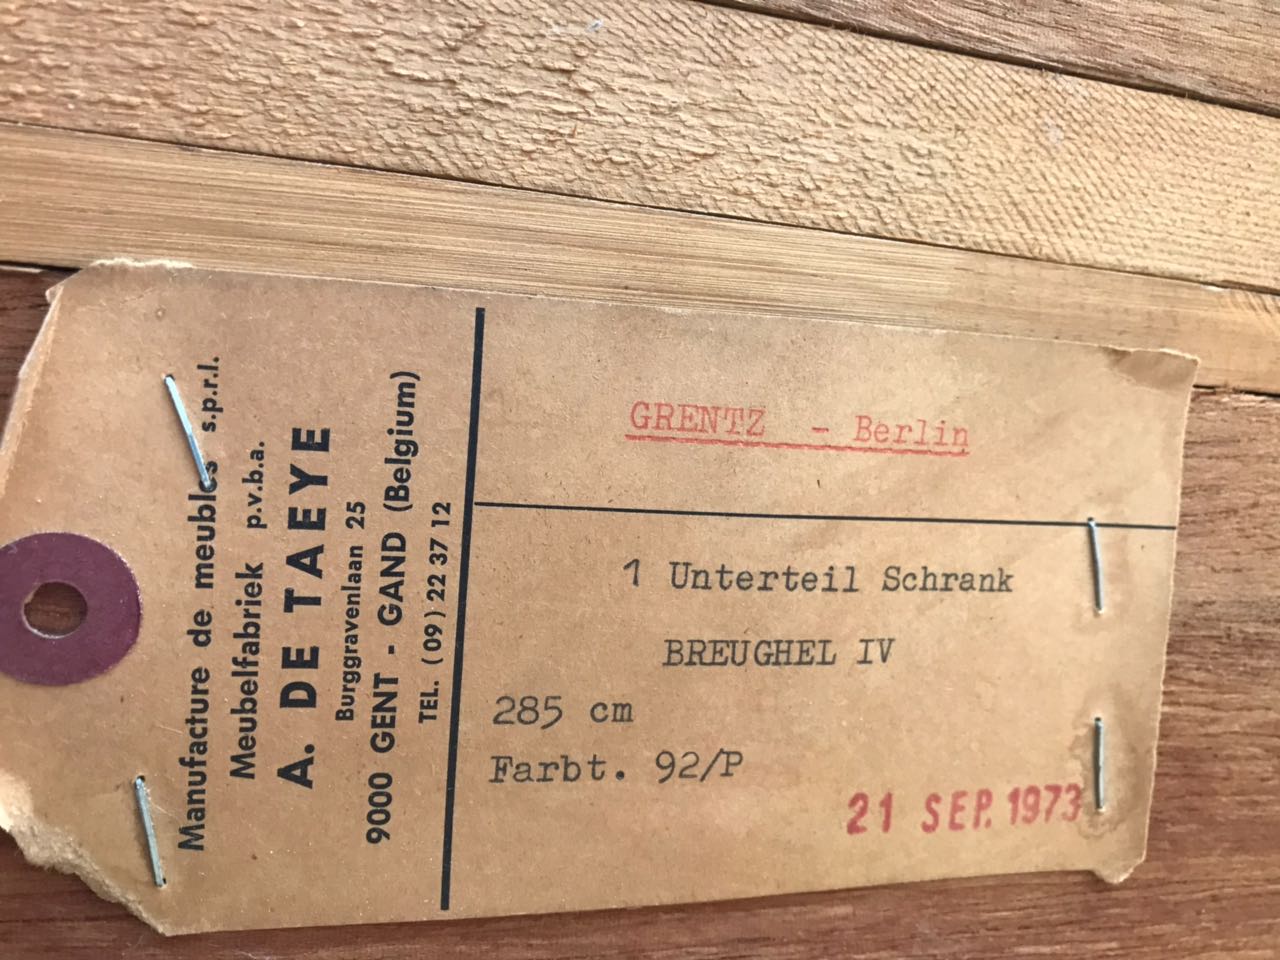 Manufacture de meubles s.p.r.l.
Meubelfabriek p.v.b.a.
A. DE TAEYE
Burggravenlaan 25
9000 GENT - GAND (Belgium)
TEL. (09) 22 37 12
GRENTZ - Berlin
1 Unterteil Schrank
BREUGHEL IV
285 cm
Farbt. 92/P
21 SEP. 1973